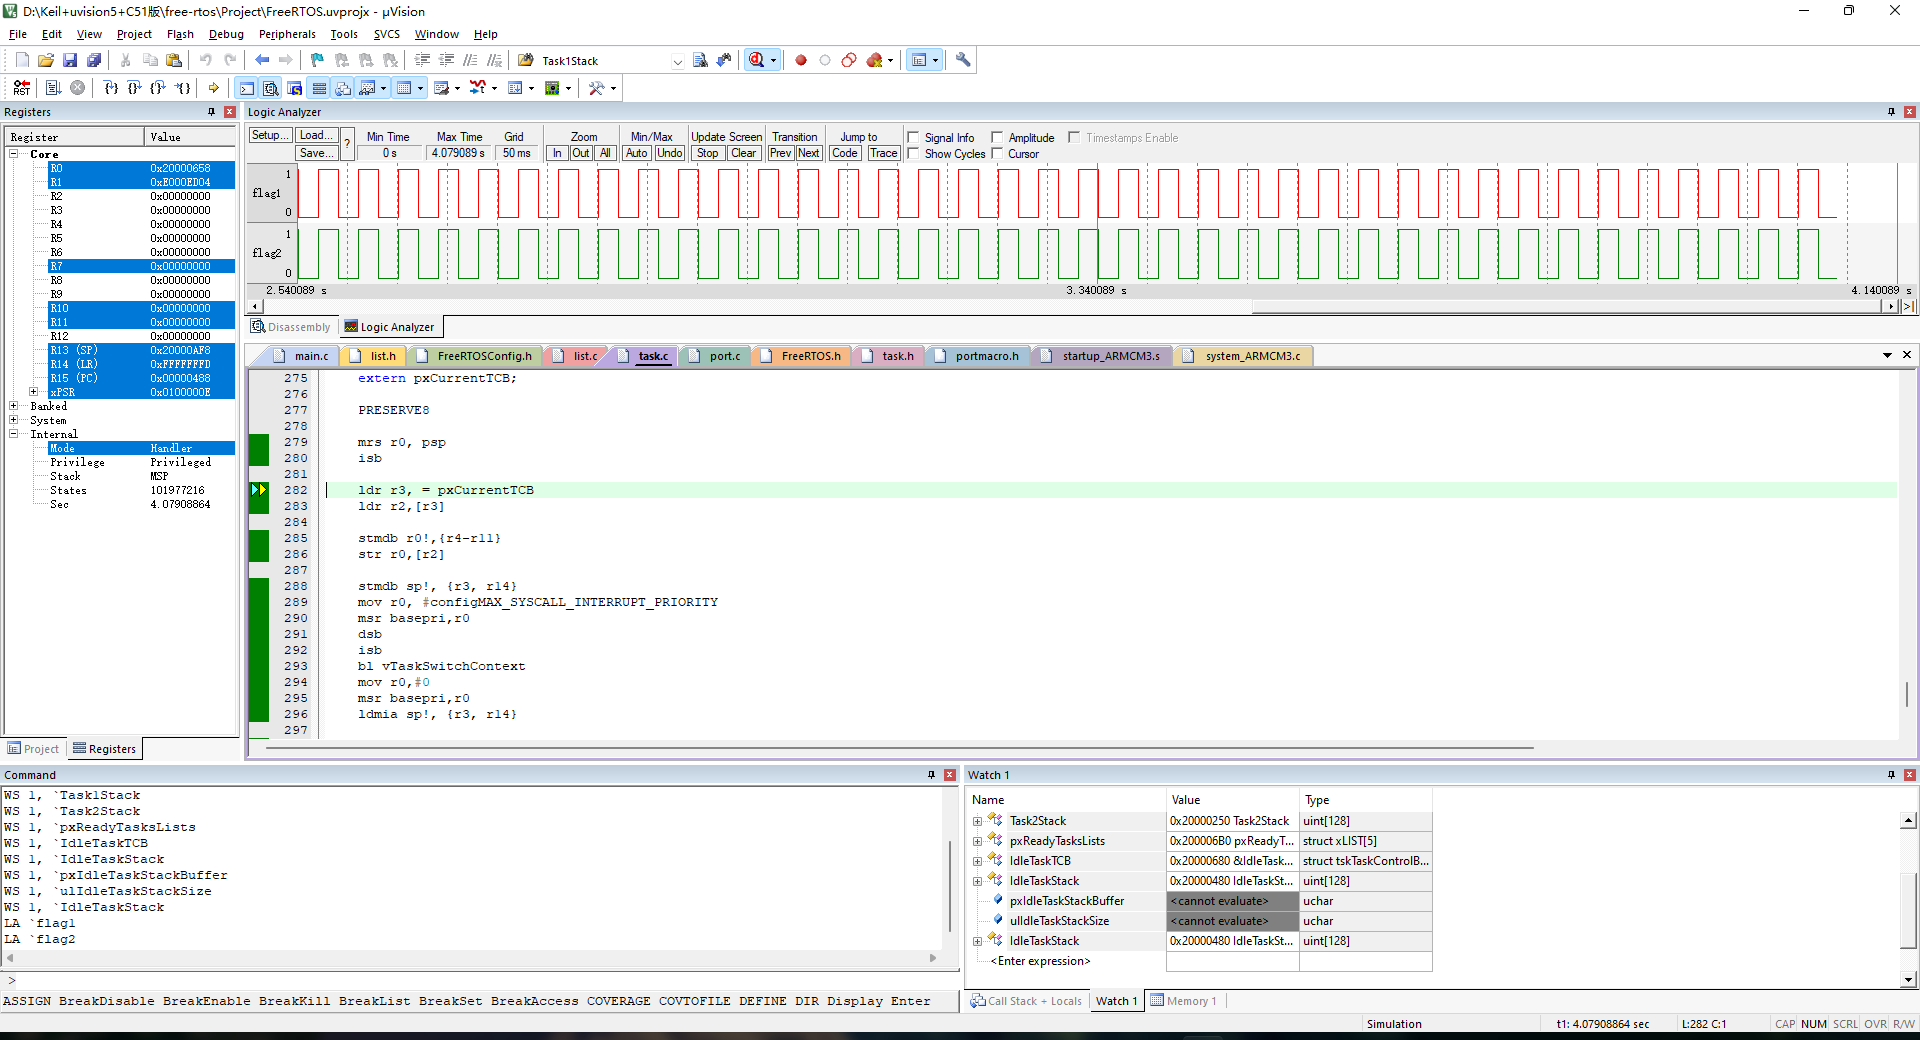 D:\Keil+uvision5+C51版\free-rtos\Project\FreeRTOS.uvprojx - µVision
File Edit View Project Flash Debug Peripherals Tools SVCS Window Help
Task1Stack
RST
Registers
Register Value
Core
R0 0x20000658
R1 0xE000ED04
R2 0x00000000
R3 0x00000000
R4 0x00000000
R5 0x00000000
R6 0x00000000
R7 0x00000000
R8 0x00000000
R9 0x00000000
R10 0x00000000
R11 0x00000000
R12 0x00000000
R13 (SP) 0x20000AF8
R14 (LR) 0xFFFFFFFD
R15 (PC) 0x00000488
xPSR 0x0100000E
Banked
System
Internal
Mode Handler
Privilege Privileged
Stack MSP
States 101977216
Sec 4.07908864
Project Registers
Logic Analyzer
Setup... Load... ? Min Time Max Time Grid Zoom Min/Max Update Screen Transition Jump to Signal Info Amplitude Timestamps Enable
Save... 0 s 4.079089 s 50 ms In Out All Auto Undo Stop Clear Prev Next Code Trace Show Cycles Cursor
1
flag1
0
1
flag2
0
2.540089 s 3.340089 s 4.140089 s
Disassembly Logic Analyzer
main.c list.h FreeRTOSConfig.h list.c task.c port.c FreeRTOS.h task.h portmacro.h startup_ARMCM3.s system_ARMCM3.c
275 extern pxCurrentTCB;
276
277 PRESERVE8
278
279 mrs r0, psp
280 isb
281
282 ldr r3, = pxCurrentTCB
283 ldr r2,[r3]
284
285 stmdb r0!,{r4-r11}
286 str r0,[r2]
287
288 stmdb sp!, {r3, r14}
289 mov r0, #configMAX_SYSCALL_INTERRUPT_PRIORITY
290 msr basepri,r0
291 dsb
292 isb
293 bl vTaskSwitchContext
294 mov r0,#0
295 msr basepri,r0
296 ldmia sp!, {r3, r14}
297
Command
WS 1, `Task1Stack
WS 1, `Task2Stack
WS 1, `pxReadyTasksLists
WS 1, `IdleTaskTCB
WS 1, `IdleTaskStack
WS 1, `pxIdleTaskStackBuffer
WS 1, `ulIdleTaskStackSize
WS 1, `IdleTaskStack
LA `flag1
LA `flag2
>
ASSIGN BreakDisable BreakEnable BreakKill BreakList BreakSet BreakAccess COVERAGE COVTOFILE DEFINE DIR Display Enter
Watch 1
Name Value Type
Task2Stack 0x20000250 Task2Stack uint[128]
pxReadyTasksLists 0x200006B0 pxReadyT... struct xLIST[5]
IdleTaskTCB 0x20000680 &IdleTask... struct tskTaskControlB...
IdleTaskStack 0x20000480 IdleTaskSt... uint[128]
pxIdleTaskStackBuffer <cannot evaluate> uchar
ulIdleTaskStackSize <cannot evaluate> uchar
IdleTaskStack 0x20000480 IdleTaskSt... uint[128]
<Enter expression>
Call Stack + Locals Watch 1 Memory 1
Simulation t1: 4.07908864 sec L:282 C:1 CAP NUM SCRL OVR R/W